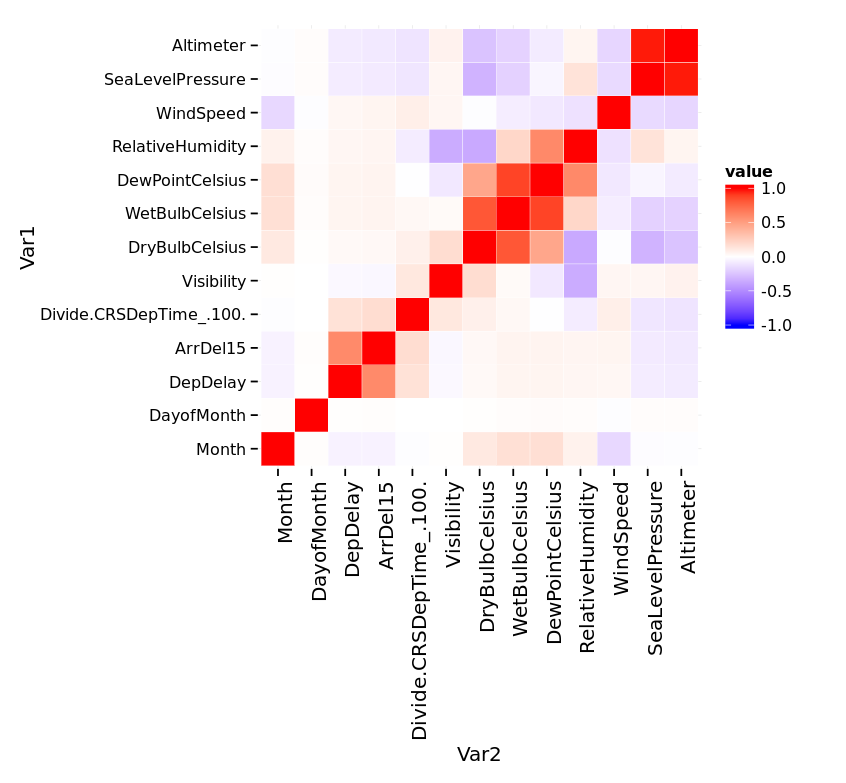 Altimeter
SeaLevelPressure
WindSpeed
RelativeHumidity
DewPointCelsius
WetBulbCelsius
DryBulbCelsius
Visibility
Divide.CRSDepTime_.100.
ArrDel15
DepDelay
DayofMonth
Month
Var1
Month
DayofMonth
DepDelay
ArrDel15
Divide.CRSDepTime_.100.
Visibility
DryBulbCelsius
WetBulbCelsius
DewPointCelsius
RelativeHumidity
WindSpeed
SeaLevelPressure
Altimeter
Var2
value
1.0
0.5
0.0
-0.5
-1.0